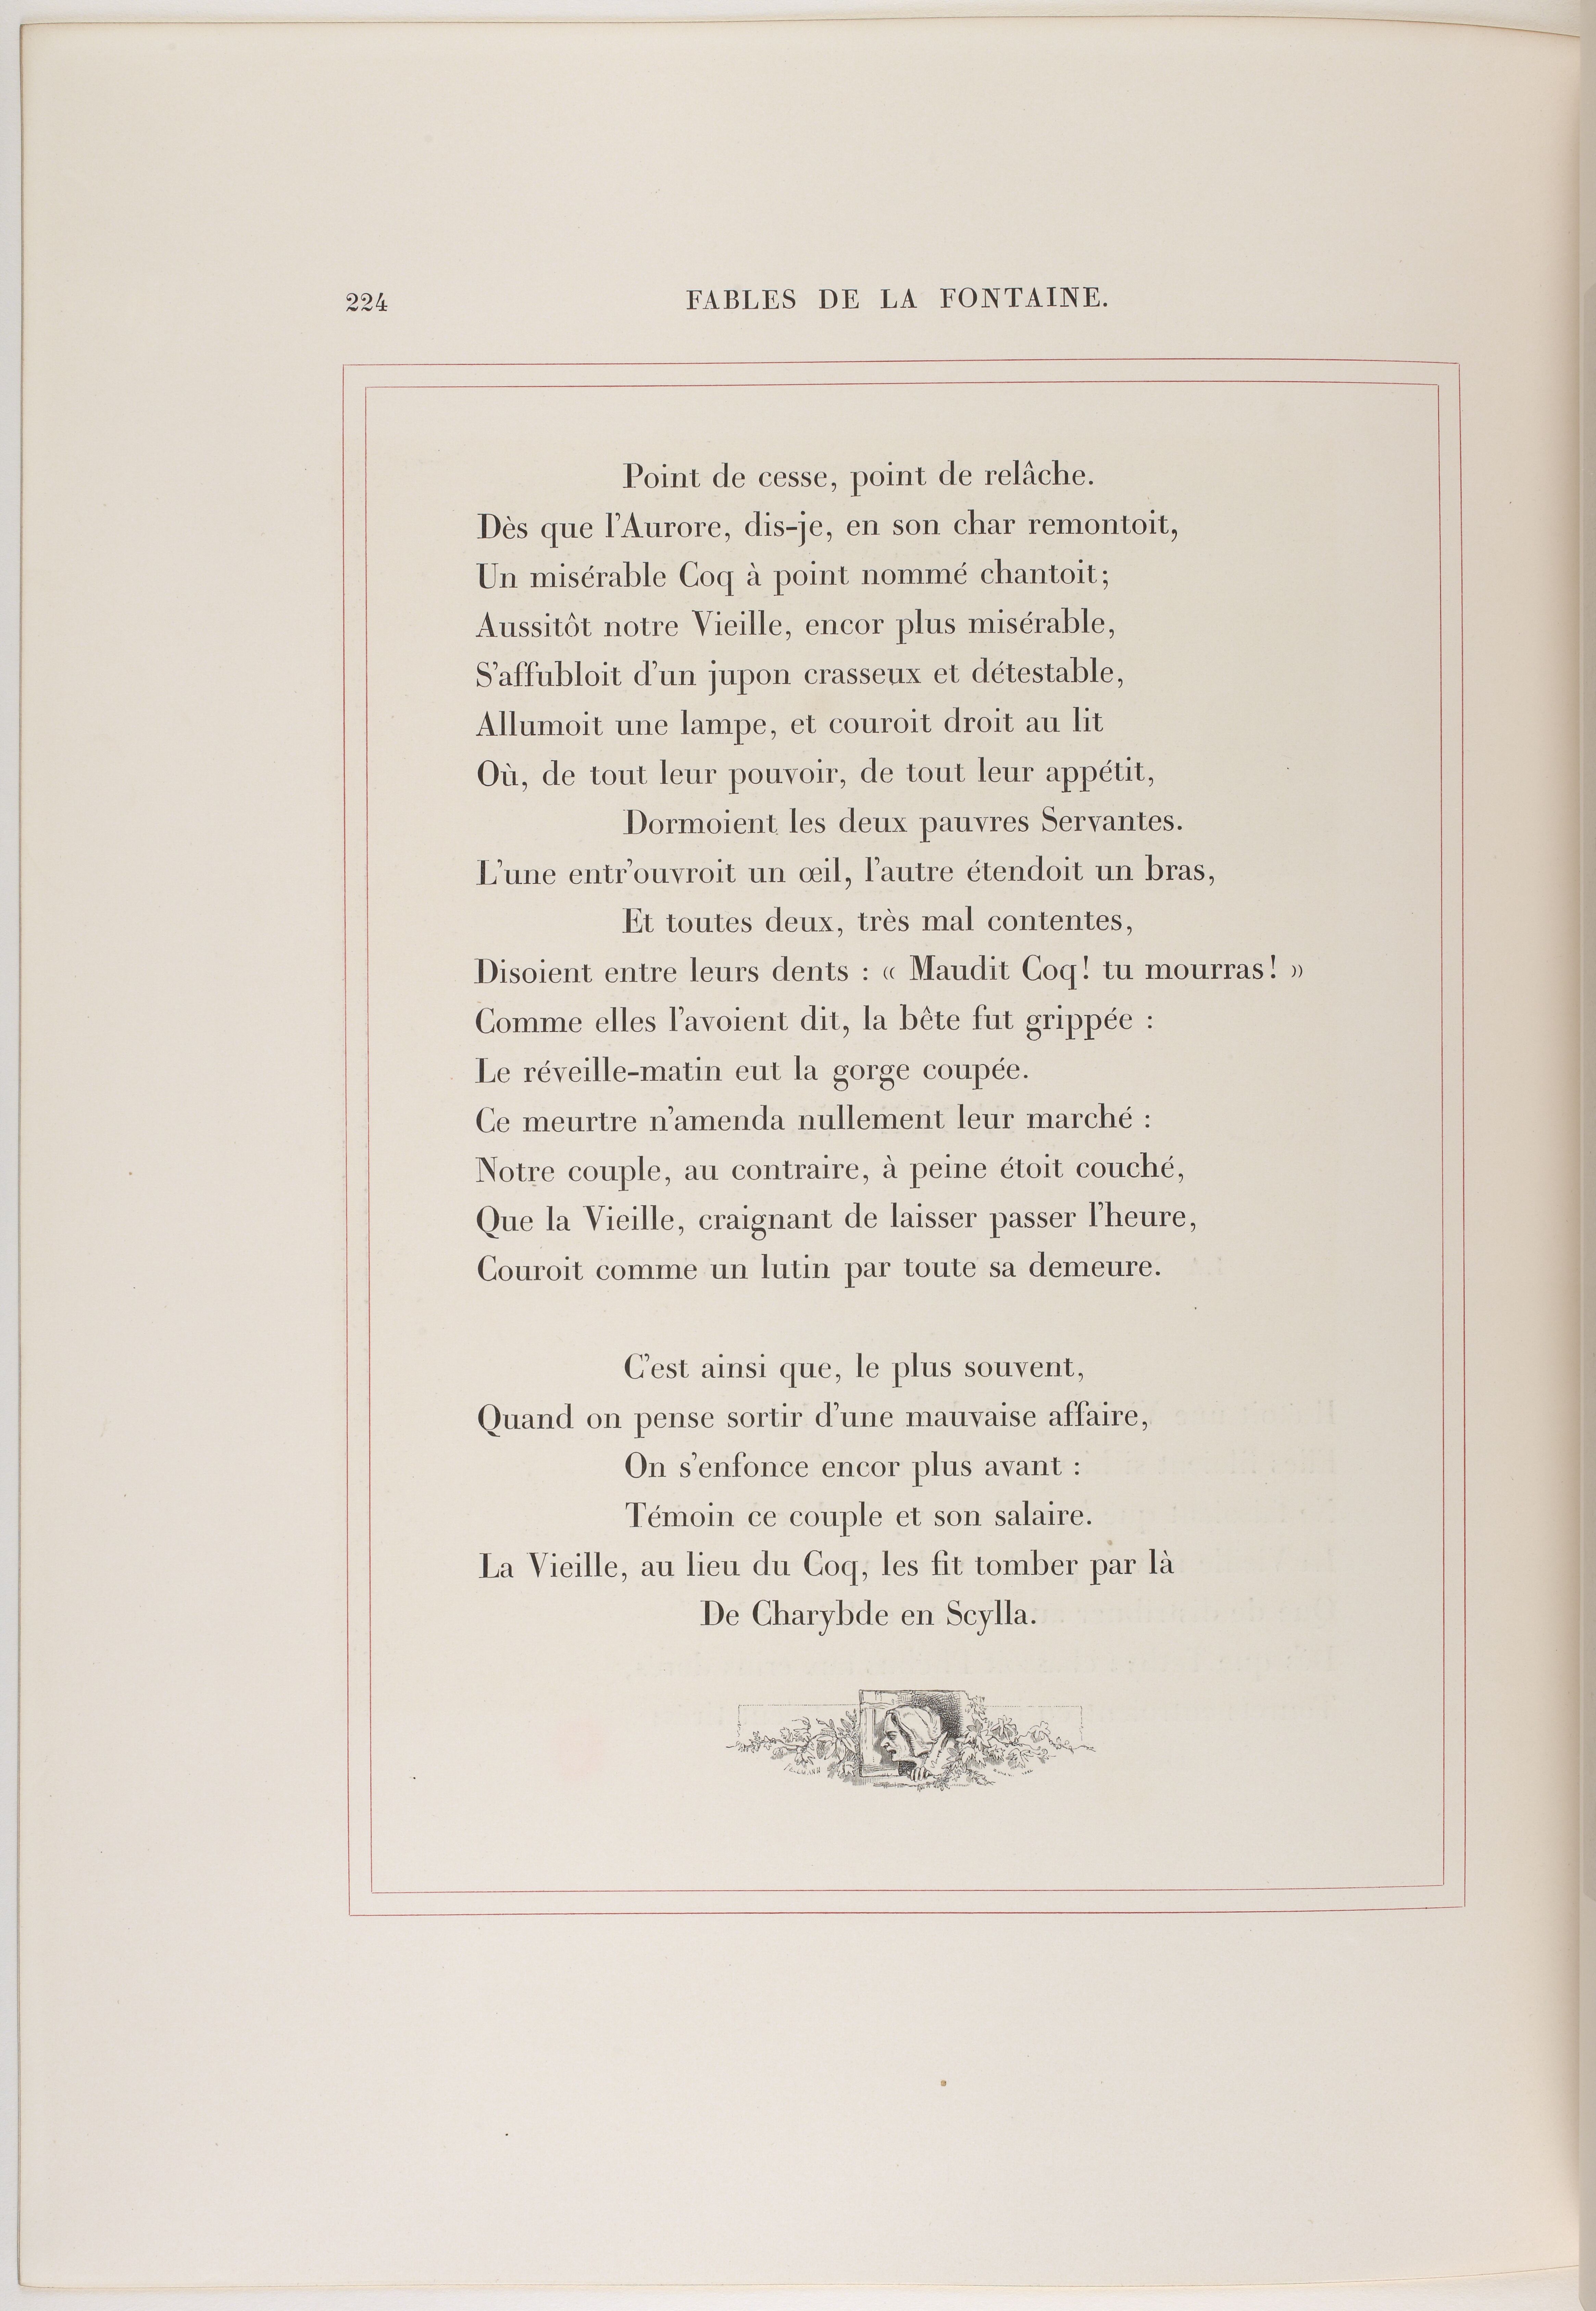 224
FABLES DE LA FONTAINE.
Point de cesse, point de relâche.
Dès que l'Aurore, dis-je, en son char remontoit,
Un misérable Coq à point nommé chantoit;
Aussitôt notre Vieille, encor plus misérable,
S'affubloit d'un jupon crasseux et détestable,
Allumoit une lampe, et couroit droit au lit
Où, de tout leur pouvoir, de tout leur appétit,
Dormoient les deux pauvres Servantes.
L'une entr'ouvroit un œil, l'autre étendoit un bras,
Et toutes deux, très mal contentes,
Disoient entre leurs dents : « Maudit Coq! tu mourras! »
Comme elles l'avoient dit, la bête fut grippée :
Le réveille-matin eut la gorge coupée.
Ce meurtre n'amenda nullement leur marché :
Notre couple, au contraire, à peine étoit couché,
Que la Vieille, craignant de laisser passer l'heure,
Couroit comme un lutin par toute sa demeure.
C'est ainsi que, le plus souvent,
Quand on pense sortir d'une mauvaise affaire,
On s'enfonce encor plus avant :
Témoin ce couple et son salaire.
La Vieille, au lieu du Coq, les fit tomber par là
De Charybde en Scylla.